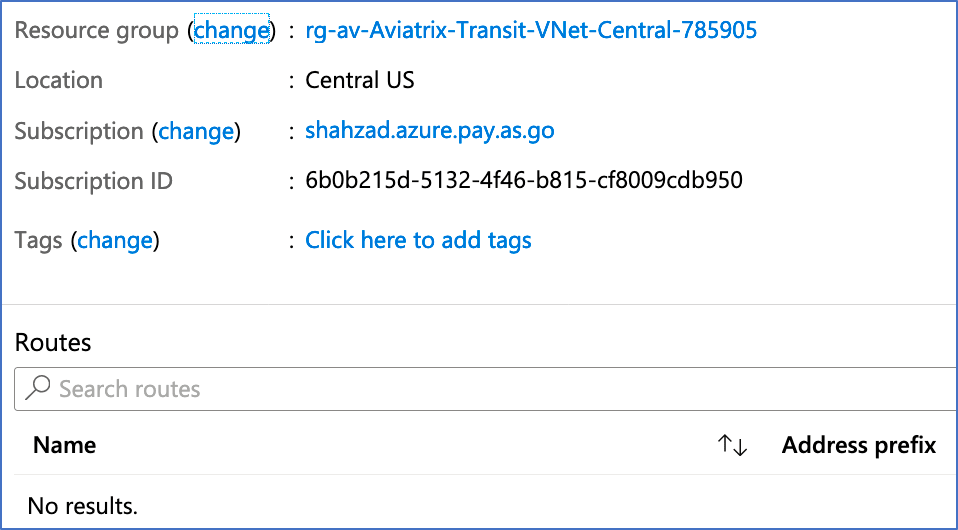 Resource group (change) : rg-av-Aviatrix-Transit-VNet-Central-785905
Location : Central US
Subscription (change) : shahzad.azure.pay.as.go
Subscription ID : 6b0b215d-5132-4f46-b815-cf8009cdb950
Tags (change) : Click here to add tags
Routes
Search routes
Name ↑↓ Address prefix
No results.